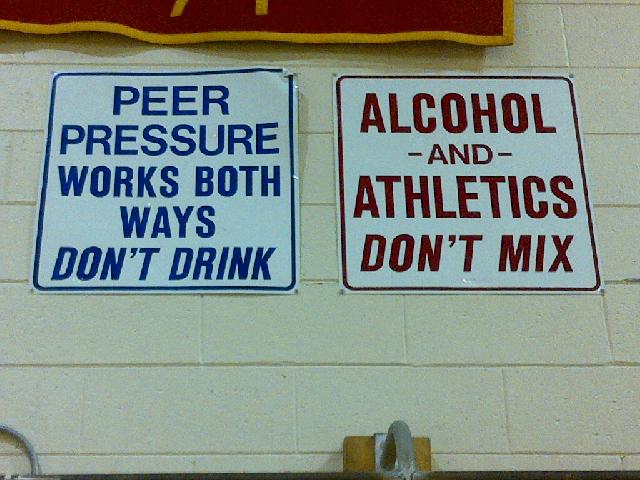 PEER
PRESSURE
WORKS BOTH
WAYS
DON'T DRINK
ALCOHOL
-AND-
ATHLETICS
DON'T MIX